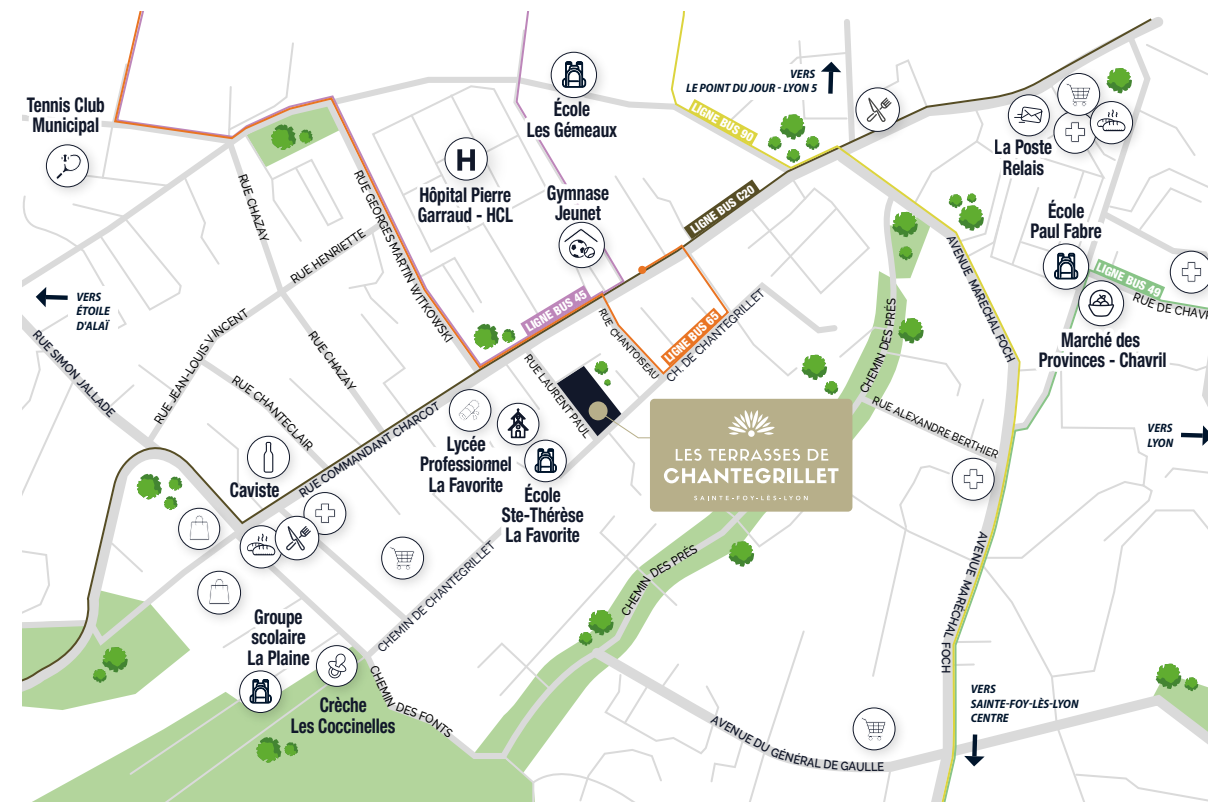 Tennis Club
Municipal
École
Les Gémeaux
VERS
LE POINT DU JOUR - LYON 5
LIGNE BUS 90
La Poste
Relais
H
Hôpital Pierre
Garraud - HCL
Gymnase
Jeunet
LIGNE BUS C20
École
Paul Fabre
LIGNE BUS 49
RUE DE CHAV
Marché des
Provinces - Chavril
RUE CHAZAY
RUE GEORGES MARTIN WITKOWSKI
RUE HENRIETTE
VERS
ÉTOILE
D'ALAÏ
RUE SIMON JALLADE
RUE JEAN-LOUIS VINCENT
RUE CHAZAY
RUE CHANTECLAIR
LIGNE BUS 45
RUE CHANTOISEAU
LIGNE BUS 65
CH. DE CHANTEGRILLET
RUE LAURENT PAUL
CHEMIN DES PRÉS
AVENUE MARÉCHAL FOCH
RUE ALEXANDRE BERTHIER
VERS
LYON
LES TERRASSES DE
CHANTEGRILLET
SAINTE-FOY-LÈS-LYON
RUE COMMANDANT CHARCOT
Caviste
Lycée
Professionnel
La Favorite
École
Ste-Thérèse
La Favorite
CHEMIN DE CHANTEGRILLET
CHEMIN DES PRÉS
AVENUE MARÉCHAL FOCH
Groupe
scolaire
La Plaine
Crèche
Les Coccinelles
CHEMIN DES FONTS
AVENUE DU GÉNÉRAL DE GAULLE
VERS
SAINTE-FOY-LÈS-LYON
CENTRE